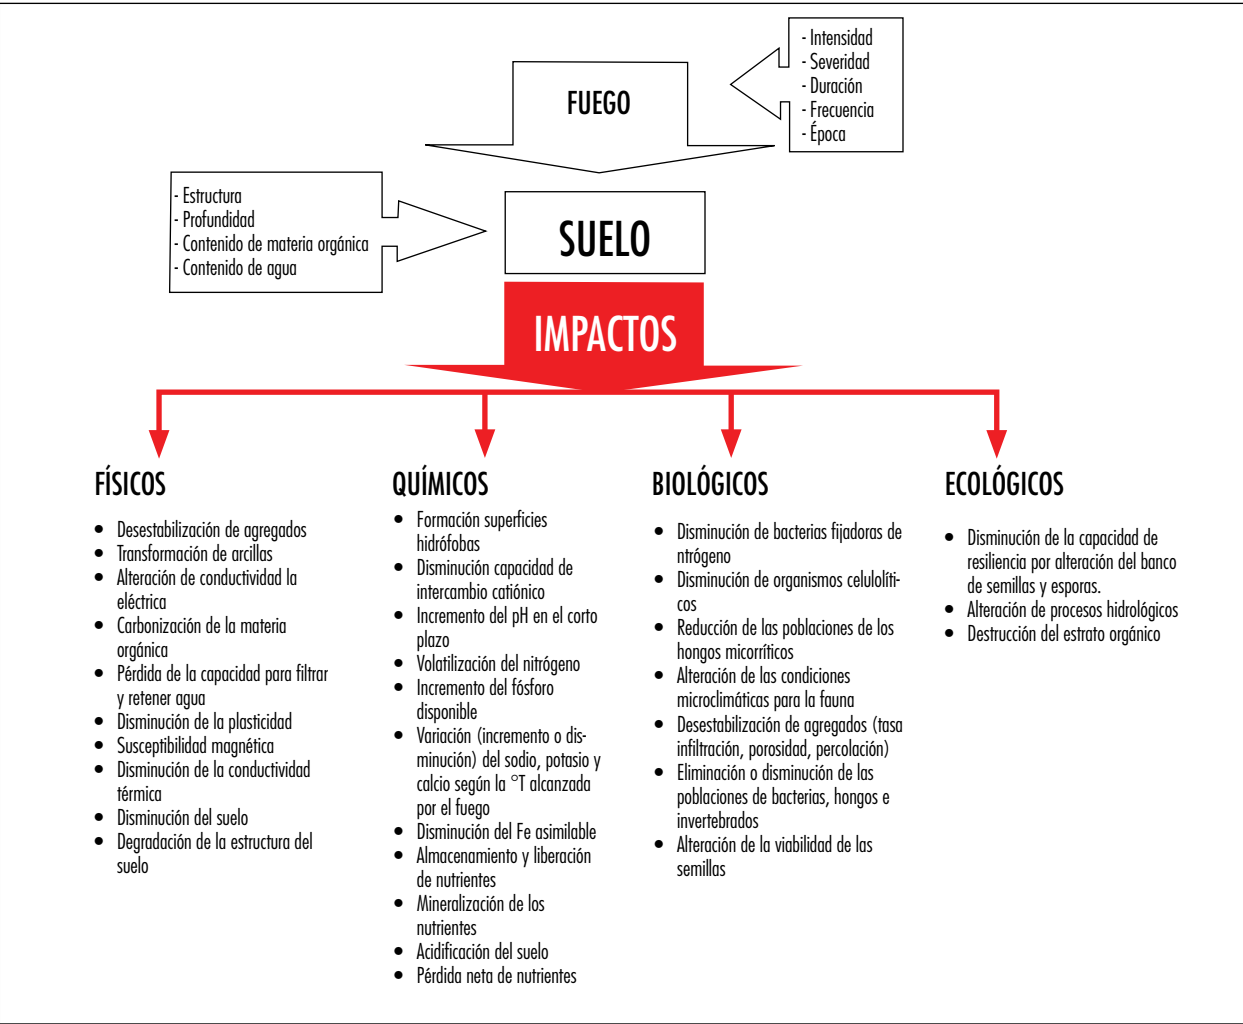 FUEGO
- Intensidad
- Severidad
- Duración
- Frecuencia
- Época
- Estructura
- Profundidad
- Contenido de materia orgánica
- Contenido de agua
SUELO
IMPACTOS
FÍSICOS
• Desestabilización de agregados
• Transformación de arcillas
• Alteración de conductividad la
eléctrica
• Carbonización de la materia
orgánica
• Pérdida de la capacidad para filtrar
y retener agua
• Disminución de la plasticidad
• Susceptibilidad magnética
• Disminución de la conductividad
térmica
• Disminución del suelo
• Degradación de la estructura del
suelo
QUÍMICOS
• Formación superficies
hidrófobas
• Disminución capacidad de
intercambio catiónico
• Incremento del pH en el corto
plazo
• Volatilización del nitrógeno
• Incremento del fósforo
disponible
• Variación (incremento o dis-
minución) del sodio, potasio y
calcio según la °T alcanzada
por el fuego
• Disminución del Fe asimilable
• Almacenamiento y liberación
de nutrientes
• Mineralización de los
nutrientes
• Acidificación del suelo
• Pérdida neta de nutrientes
BIOLÓGICOS
• Disminución de bacterias fijadoras de
ntrógeno
• Disminución de organismos celulolíti-
cos
• Reducción de las poblaciones de los
hongos micorríticos
• Alteración de las condiciones
microclimáticas para la fauna
• Desestabilización de agregados (tasa
infiltración, porosidad, percolación)
• Eliminación o disminución de las
poblaciones de bacterias, hongos e
invertebrados
• Alteración de la viabilidad de las
semillas
ECOLÓGICOS
• Disminución de la capacidad de
resiliencia por alteración del banco
de semillas y esporas.
• Alteración de procesos hidrológicos
• Destrucción del estrato orgánico